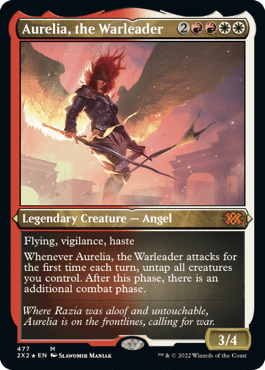 Aurelia, the Warleader 2
Legendary Creature — Angel
Flying, vigilance, haste
Whenever Aurelia, the Warleader attacks for
the first time each turn, untap all creatures
you control. After this phase, there is an
additional combat phase.
Where Razia was aloof and untouchable,
Aurelia is on the frontlines, calling for war.
3/4
477 M
2X2 ★ EN SLAWOMIR MANIAK
™ & © 2022 Wizards of the Coast